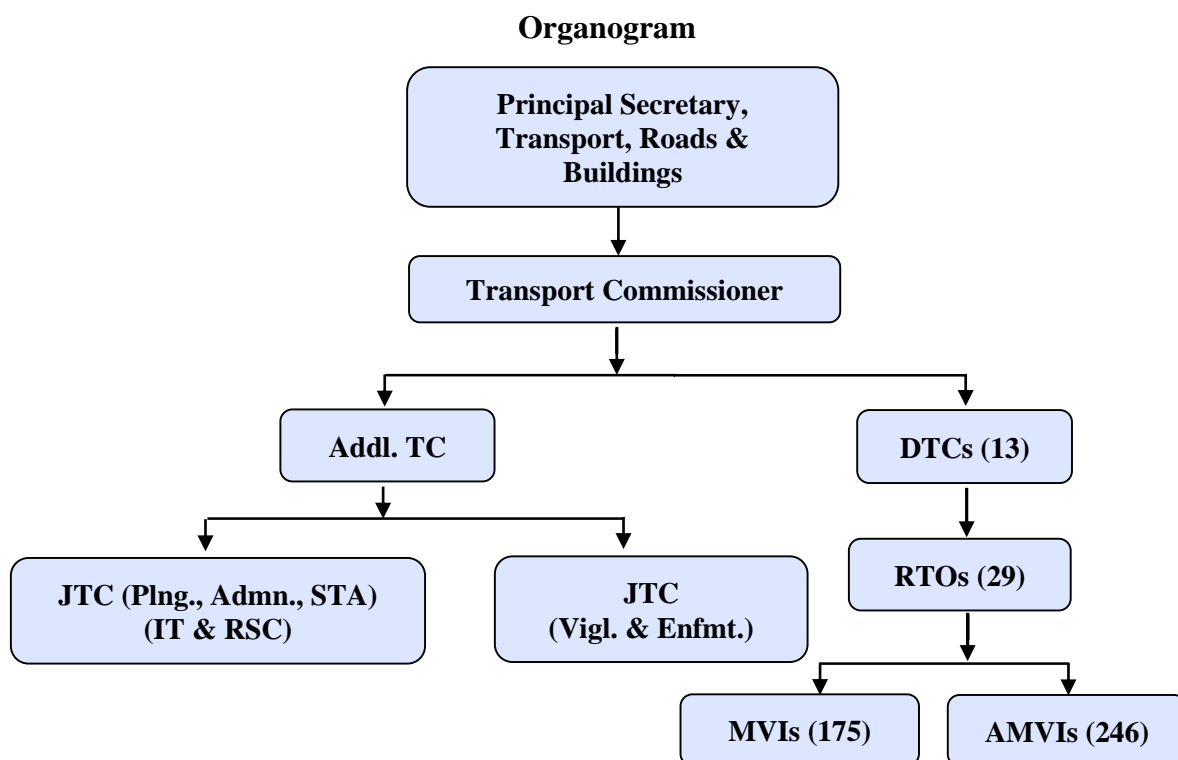 Organogram
Principal Secretary,
Transport, Roads &
Buildings
Transport Commissioner
Addl. TC
DTCs (13)
JTC (Plng., Admn., STA)
(IT & RSC)
JTC
(Vigl. & Enfmt.)
RTOs (29)
MVIs (175)
AMVIs (246)